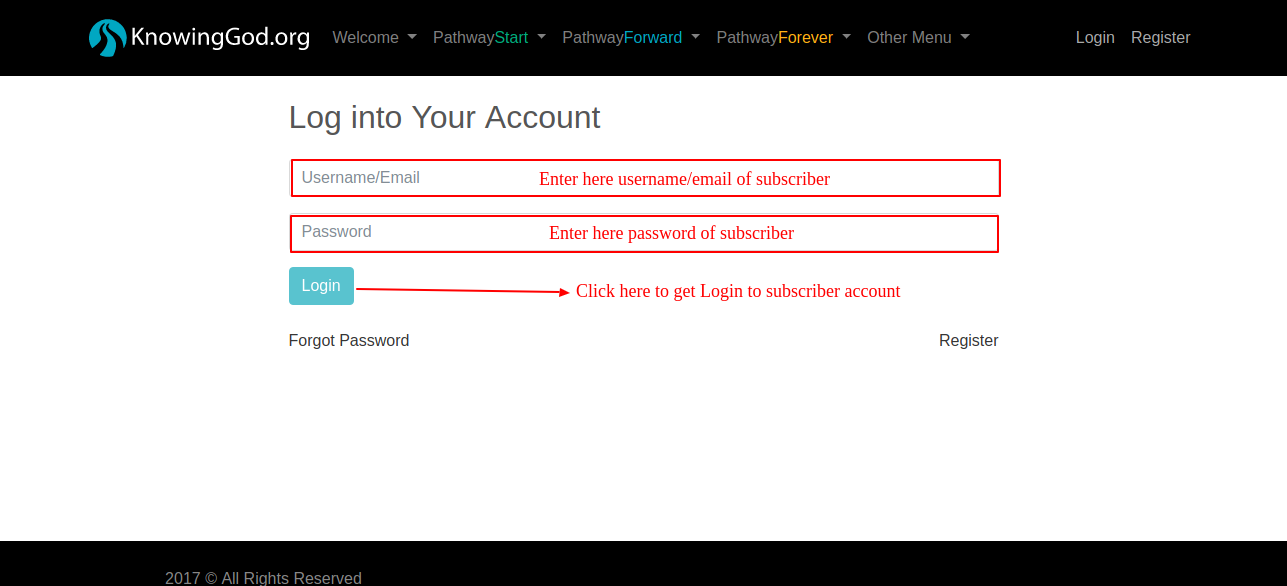 KnowingGod.org Welcome PathwayStart PathwayForward PathwayForever Other Menu Login Register
Log into Your Account
Username/Email Enter here username/email of subscriber
Password Enter here password of subscriber
Login Click here to get Login to subscriber account
Forgot Password Register
2017 © All Rights Reserved